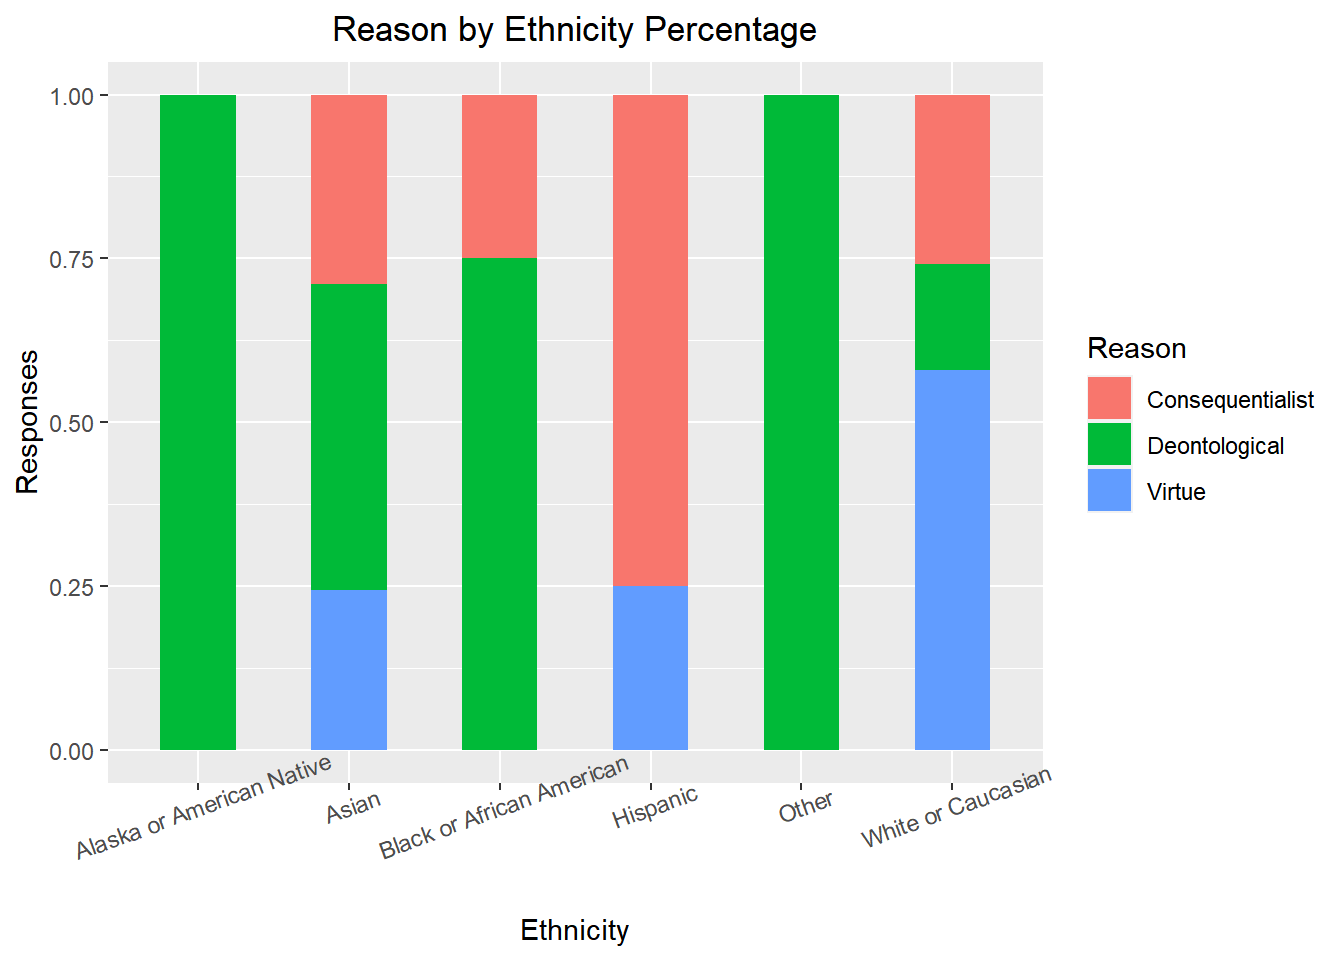 Reason by Ethnicity Percentage
1.00
0.75
0.50
0.25
0.00
Responses
Alaska or American Native
Asian
Black or African American
Hispanic
Other
White or Caucasian
Ethnicity
Reason
Consequentialist
Deontological
Virtue